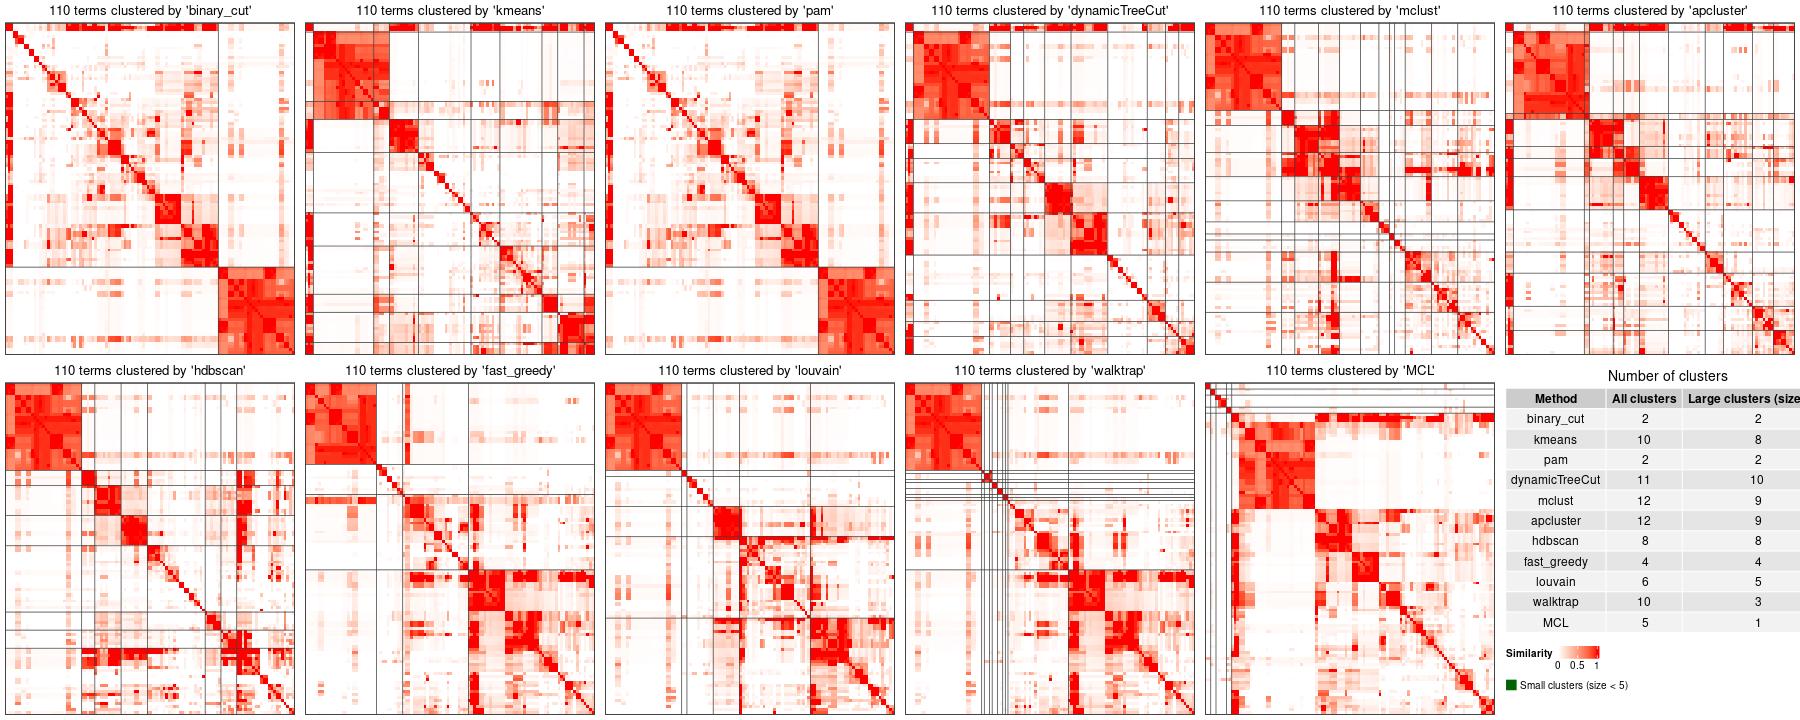 110 terms clustered by 'binary_cut'
110 terms clustered by 'kmeans'
110 terms clustered by 'pam'
110 terms clustered by 'dynamicTreeCut'
110 terms clustered by 'mclust'
110 terms clustered by 'apcluster'
110 terms clustered by 'hdbscan'
110 terms clustered by 'fast_greedy'
110 terms clustered by 'louvain'
110 terms clustered by 'walktrap'
110 terms clustered by 'MCL'
Number of clusters
Method All clusters Large clusters (size
binary_cut 2 2
kmeans 10 8
pam 2 2
dynamicTreeCut 11 10
mclust 12 9
apcluster 12 9
hdbscan 8 8
fast_greedy 4 4
louvain 6 5
walktrap 10 3
MCL 5 1
Similarity
0 0.5 1
Small clusters (size < 5)